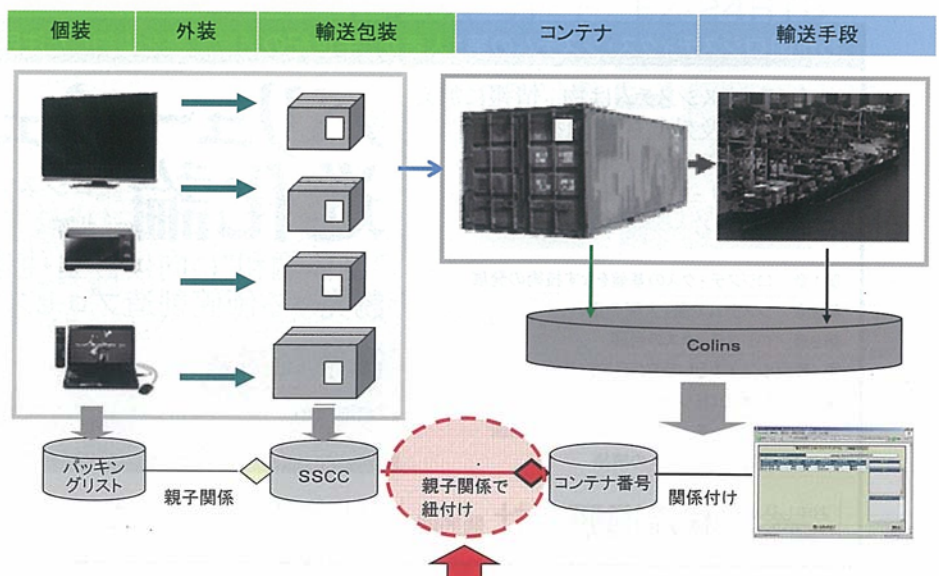 個装
外装
輸送包装
コンテナ
輸送手段
Colins
パッキン
グリスト
親子関係
SSCC
親子関係で
紐付け
コンテナ番号
関係付け